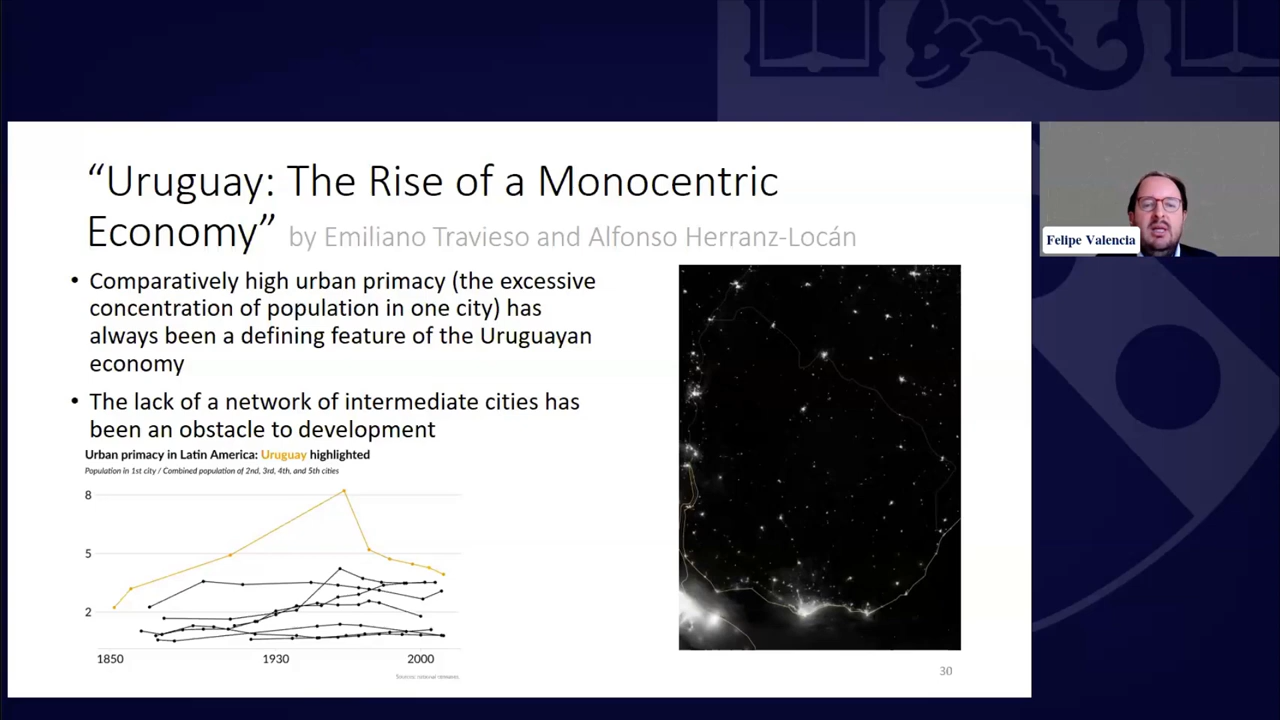 “Uruguay: The Rise of a Monocentric
Economy” by Emiliano Travieso and Alfonso Herranz-Locán
• Comparatively high urban primacy (the excessive
concentration of population in one city) has
always been a defining feature of the Uruguayan
economy
• The lack of a network of intermediate cities has
been an obstacle to development
Urban primacy in Latin America: Uruguay highlighted
Population in 1st city / Combined population of 2nd, 3rd, 4th, and 5th cities
8
5
2
1850 1930 2000
Sources: national censuses
30
Felipe Valencia